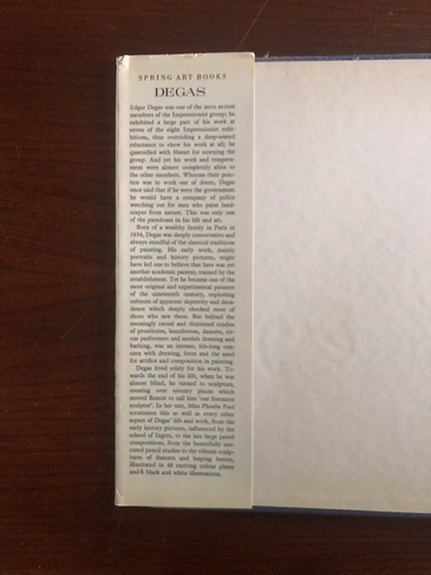 SPRING ART BOOKS
DEGAS
Edgar Degas was one of the most ardent
members of the Impressionist group; he
exhibited a large part of his work at
seven of the eight Impressionist exhi-
bitions, thus overriding a deep-seated
reluctance to show his work at all; he
quarrelled with Manet for scorning the
group. And yet his work and tempera-
ment were almost completely alien to
the other members. Whereas their prac-
tice was to work out of doors, Degas
once said that if he were the government
he would have a company of police
watching out for men who paint land-
scapes from nature. This was only one
of the paradoxes in his life and art.
Born of a wealthy family in Paris in
1834, Degas was deeply conservative and
always mindful of the classical traditions
of painting. His early work, mainly
portraits and history pictures, might
have led one to believe that here was yet
another academic painter, trained by the
establishment. Yet he became one of the
most original and experimental painters
of the nineteenth century, exploiting
subjects of apparent depravity and deca-
dence which deeply shocked most of
those who saw them. But behind the
seemingly casual and disjointed studies
of prostitutes, laundresses, dancers, cir-
cus performers and models dressing and
bathing, was an intense, life-long con-
cern with drawing, form and the need
for artifice and composition in painting.
Degas lived solely for his work. To-
wards the end of his life, when he was
almost blind, he turned to sculpture,
creating over seventy pieces which
moved Renoir to call him 'our foremost
sculptor'. In her text, Miss Phoebe Pool
scrutinises this as well as every other
aspect of Degas' life and work, from the
early history pictures, influenced by the
school of Ingres, to the late large pastel
compositions, from the beautifully exe-
cuted pencil studies to the vibrant sculp-
tures of dancers and leaping horses,
illustrated in 48 exciting colour plates
and 8 black and white illustrations.